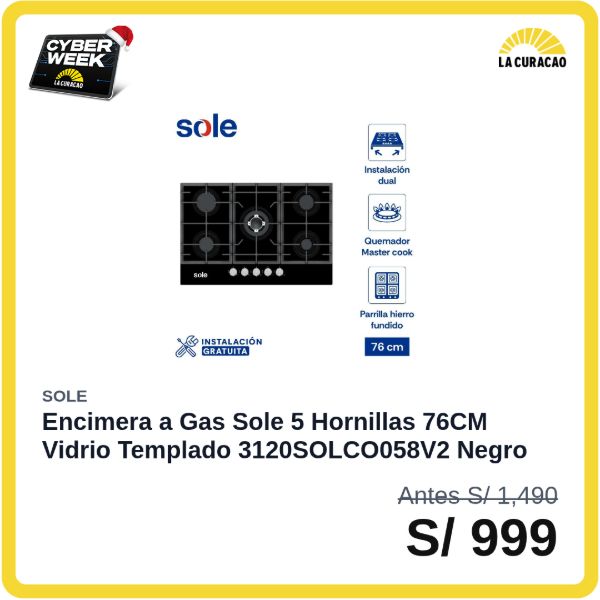 CYBER
WEEK
LA CURACAO
LA CURACAO
sole
Instalación
dual
Quemador
Master cook
Parrilla hierro
fundido
76 cm
sole
INSTALACIÓN
GRATUITA
SOLE
Encimera a Gas Sole 5 Hornillas 76CM
Vidrio Templado 3120SOLCO058V2 Negro
Antes S/ 1,490
S/ 999